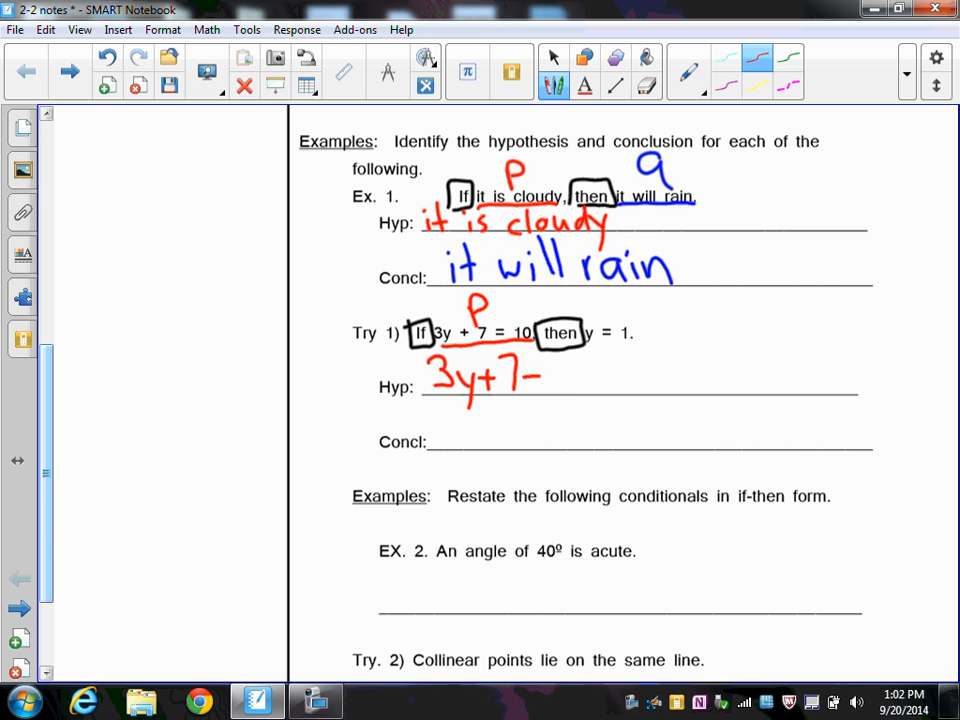 2-2 notes * - SMART Notebook
File Edit View Insert Format Math Tools Response Add-ons Help
Examples: Identify the hypothesis and conclusion for each of the
following.
p q
Ex. 1. If it is cloudy, then it will rain.
Hyp: it is cloudy
Concl: it will rain
p
Try 1) If 3y + 7 = 10, then y = 1.
Hyp: 3y+7-
Concl:
Examples: Restate the following conditionals in if-then form.
EX. 2. An angle of 40º is acute.
Try. 2) Collinear points lie on the same line.
1:02 PM
9/20/2014